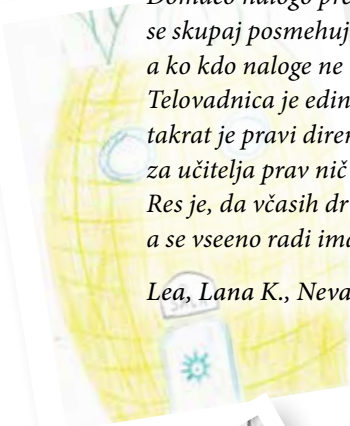 Domačo nalogo pre
se skupaj posmehuj
a ko kdo naloge ne
Telovadnica je edin
takrat je pravi dire
za učitelja prav nič
Res je, da včasih dr
a se vseeno radi ima
Lea, Lana K., Neva